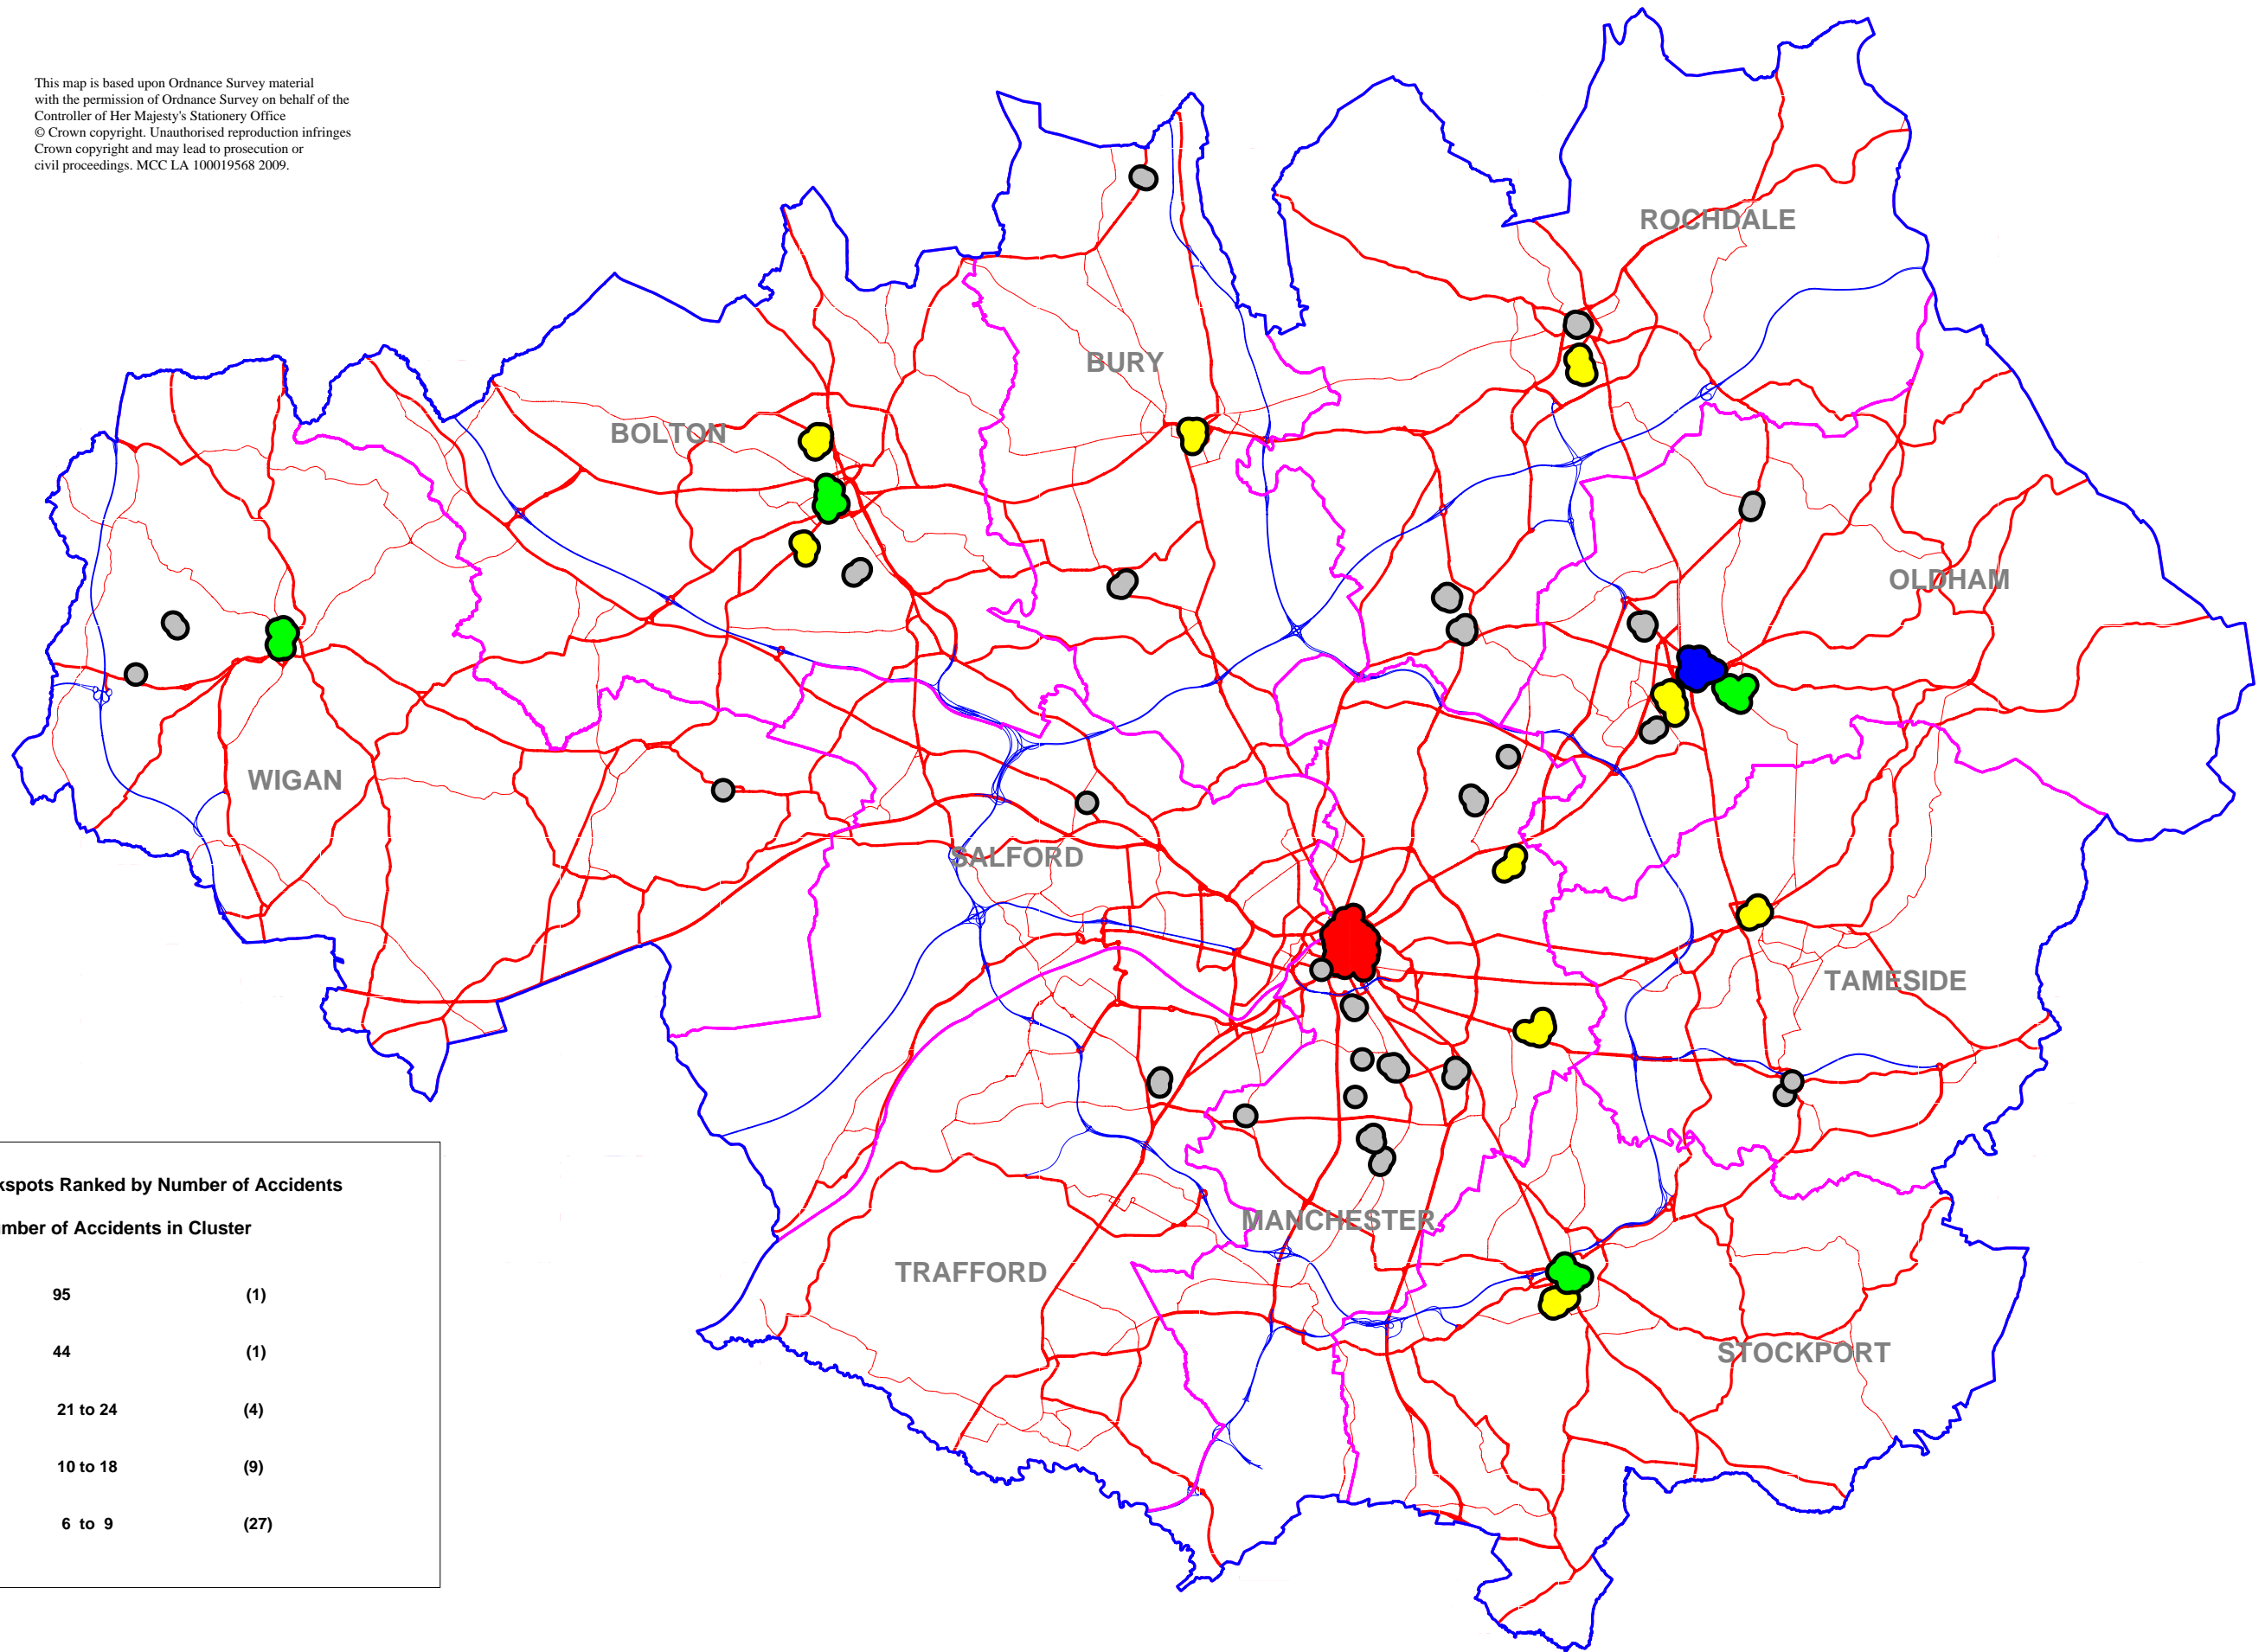 This map is based upon Ordnance Survey material
with the permission of Ordnance Survey on behalf of the
Controller of Her Majesty's Stationery Office
© Crown copyright. Unauthorised reproduction infringes
Crown copyright and may lead to prosecution or
civil proceedings. MCC LA 100019568 2009.
ROCHDALE
BURY
BOLTON
OLDHAM
WIGAN
SALFORD
TAMESIDE
MANCHESTER
TRAFFORD
STOCKPORT
kspots Ranked by Number of Accidents
mber of Accidents in Cluster
95 (1)
44 (1)
21 to 24 (4)
10 to 18 (9)
6 to 9 (27)